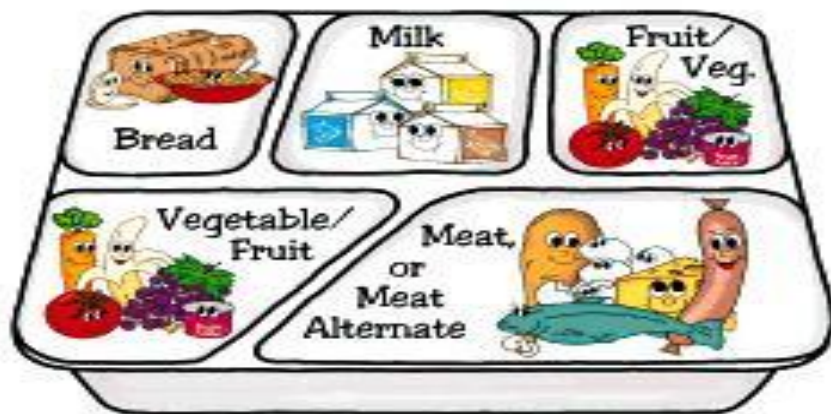 Bread
Milk
Fruit/
Veg.
Vegetable/
Fruit
Meat,
or
Meat
Alternate